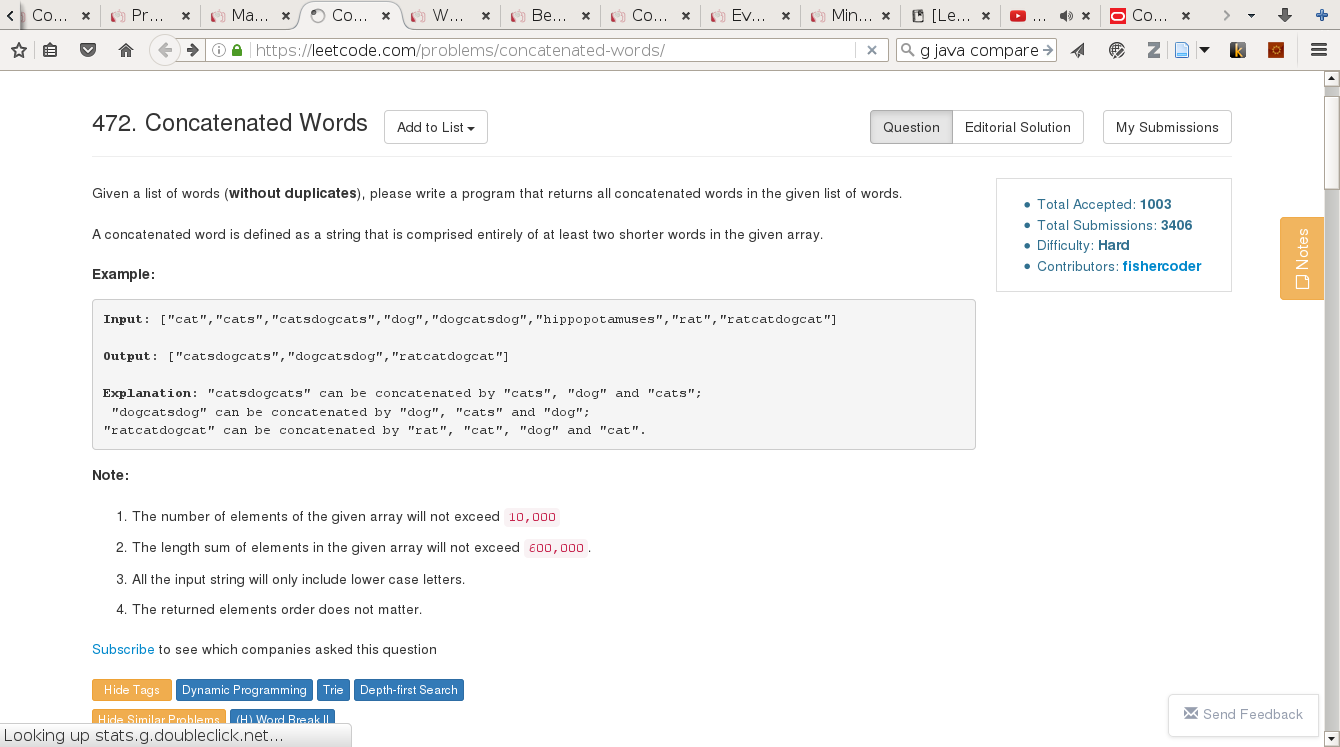 Co... Pr... Ma... Co... W... Be... Co... Ev... Min... [Le... ... Co...
https://leetcode.com/problems/concatenated-words/ g java compare
472. Concatenated Words Add to List Question Editorial Solution My Submissions
Given a list of words (without duplicates), please write a program that returns all concatenated words in the given list of words.
A concatenated word is defined as a string that is comprised entirely of at least two shorter words in the given array.
Example:
Input: ["cat","cats","catsdogcats","dog","dogcatsdog","hippopotamuses","rat","ratcatdogcat"]
Output: ["catsdogcats","dogcatsdog","ratcatdogcat"]
Explanation: "catsdogcats" can be concatenated by "cats", "dog" and "cats";
"dogcatsdog" can be concatenated by "dog", "cats" and "dog";
"ratcatdogcat" can be concatenated by "rat", "cat", "dog" and "cat".
Note:
1. The number of elements of the given array will not exceed 10,000
2. The length sum of elements in the given array will not exceed 600,000.
3. All the input string will only include lower case letters.
4. The returned elements order does not matter.
Subscribe to see which companies asked this question
Hide Tags Dynamic Programming Trie Depth-first Search
Hide Similar Problems (H) Word Break II
Total Accepted: 1003
Total Submissions: 3406
Difficulty: Hard
Contributors: fishercoder
Notes
Send Feedback
Looking up stats.g.doubleclick.net...